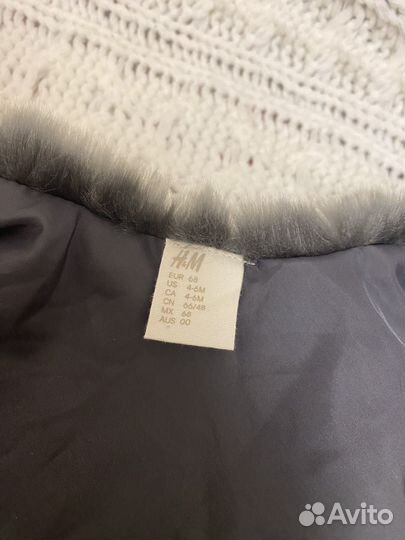 H&M
EUR 68
US 4-6M
CA 4-6M
CN 66/48
MX 68
AUS 00
Avito